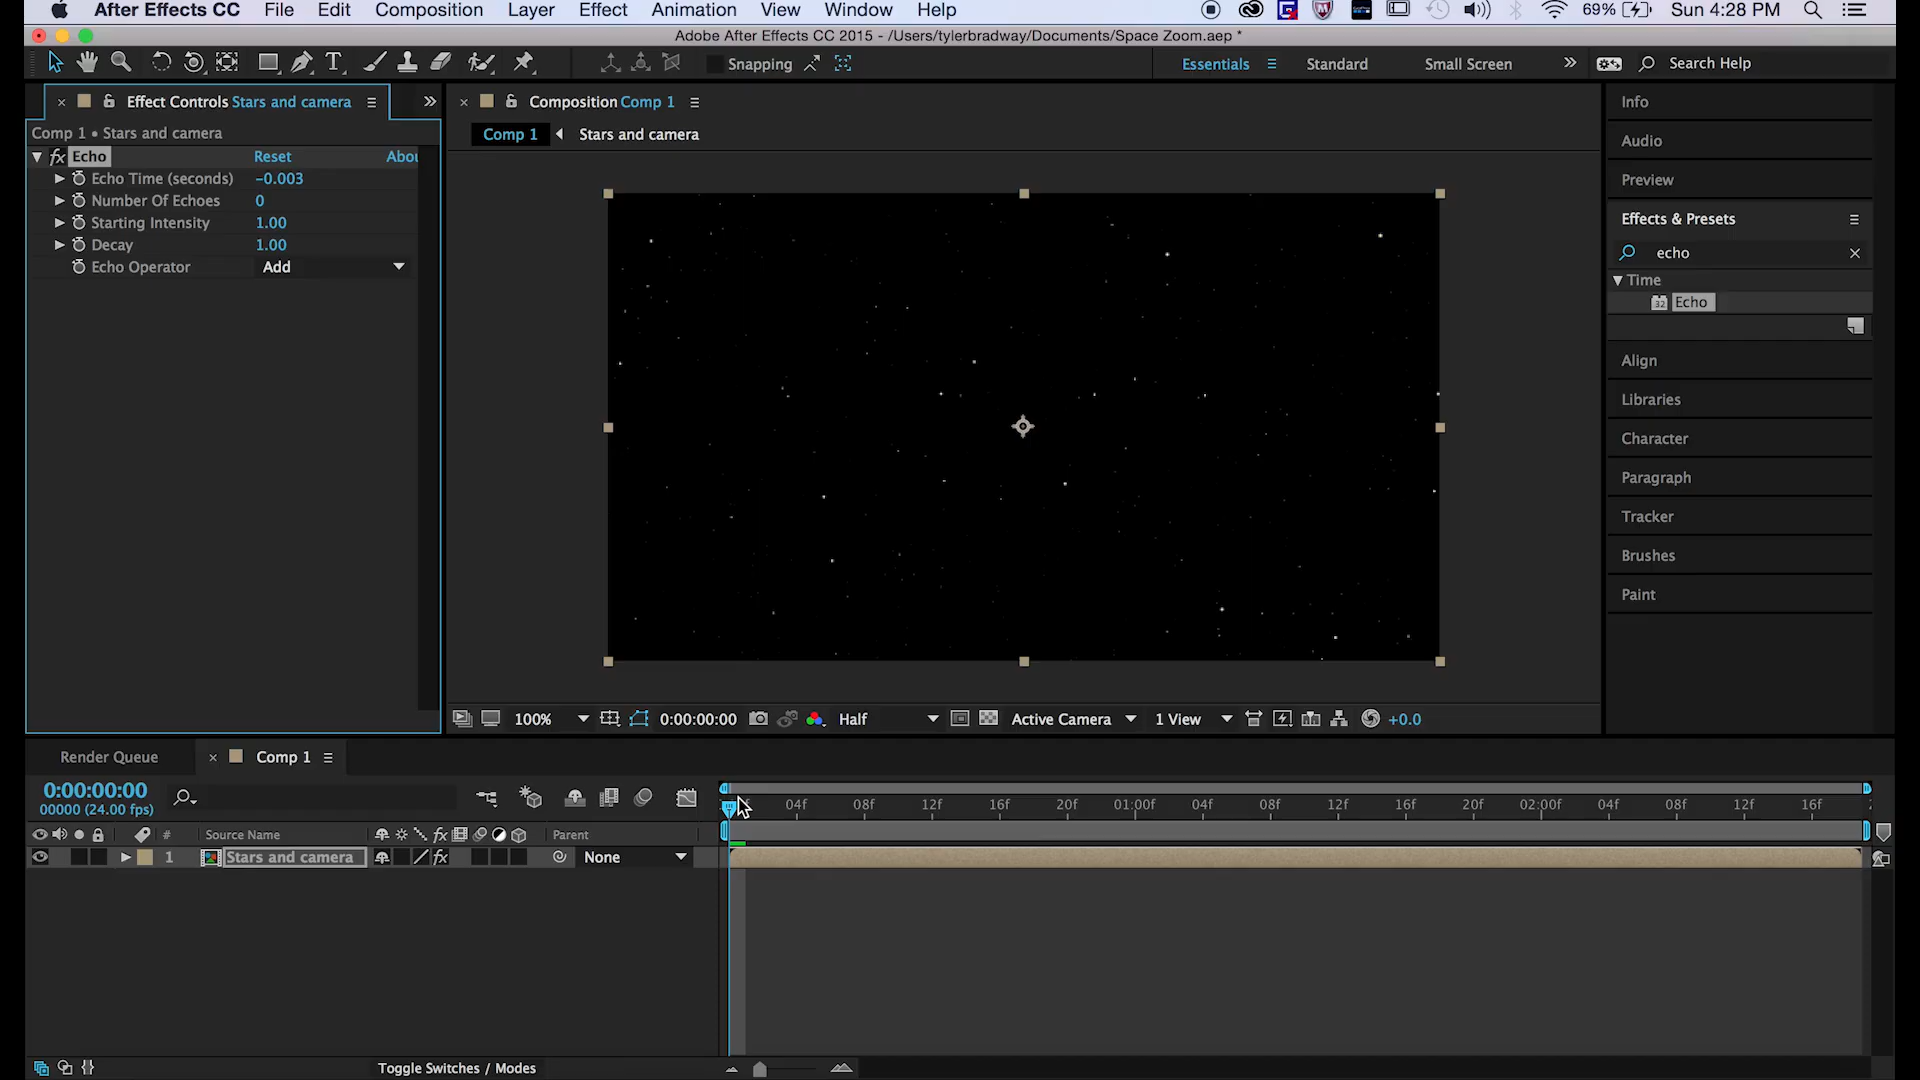 After Effects CC File Edit Composition Layer Effect Animation View Window Help 69% Sun 4:28 PM
Adobe After Effects CC 2015 - /Users/tylerbradway/Documents/Space Zoom.aep *
Snapping Essentials Standard Small Screen Search Help
Effect Controls Stars and camera
Composition Comp 1
Info
Comp 1 • Stars and camera
Comp 1 Stars and camera
Audio
fx Echo Reset Abou
Echo Time (seconds) -0.003
Number Of Echoes 0
Starting Intensity 1.00
Decay 1.00
Echo Operator Add
Preview
Effects & Presets
echo
Time
32 Echo
Align
Libraries
Character
Paragraph
Tracker
Brushes
Paint
100% 0:00:00:00 Half Active Camera 1 View +0.0
Render Queue Comp 1
0:00:00:00
00000 (24.00 fps)
04f 08f 12f 16f 20f 01:00f 04f 08f 12f 16f 20f 02:00f 04f 08f 12f 16f
# Source Name fx Parent
1 Stars and camera fx None
Toggle Switches / Modes